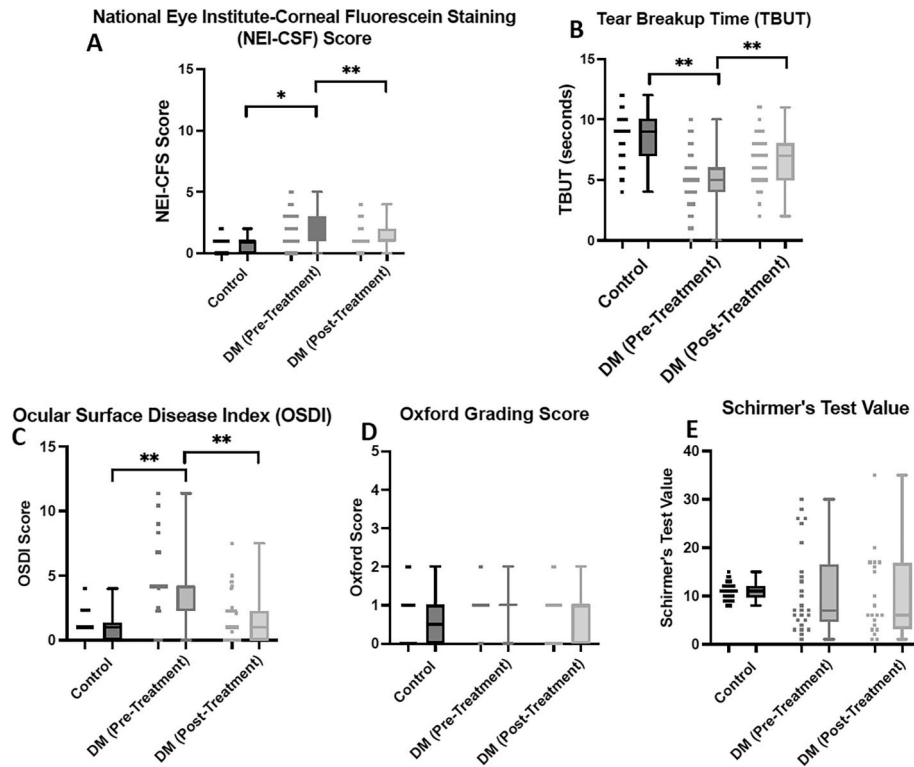 National Eye Institute-Corneal Fluorescein Staining
(NEI-CSF) Score
A
15
10
5
0
NEI-CFS Score
*
**
Control
DM (Pre-Treatment)
DM (Post-Treatment)
Tear Breakup Time (TBUT)
B
15
10
5
0
TBUT (seconds)
**
**
Control
DM (Pre-Treatment)
DM (Post-Treatment)
Ocular Surface Disease Index (OSDI)
C
15
10
5
0
OSDI Score
**
**
Control
DM (Pre-Treatment)
DM (Post-Treatment)
Oxford Grading Score
D
5
4
3
2
1
0
Oxford Score
Control
DM (Pre-Treatment)
DM (Post-Treatment)
Schirmer's Test Value
E
40
30
20
10
0
Schirmer's Test Value
Control
DM (Pre-Treatment)
DM (Post-Treatment)